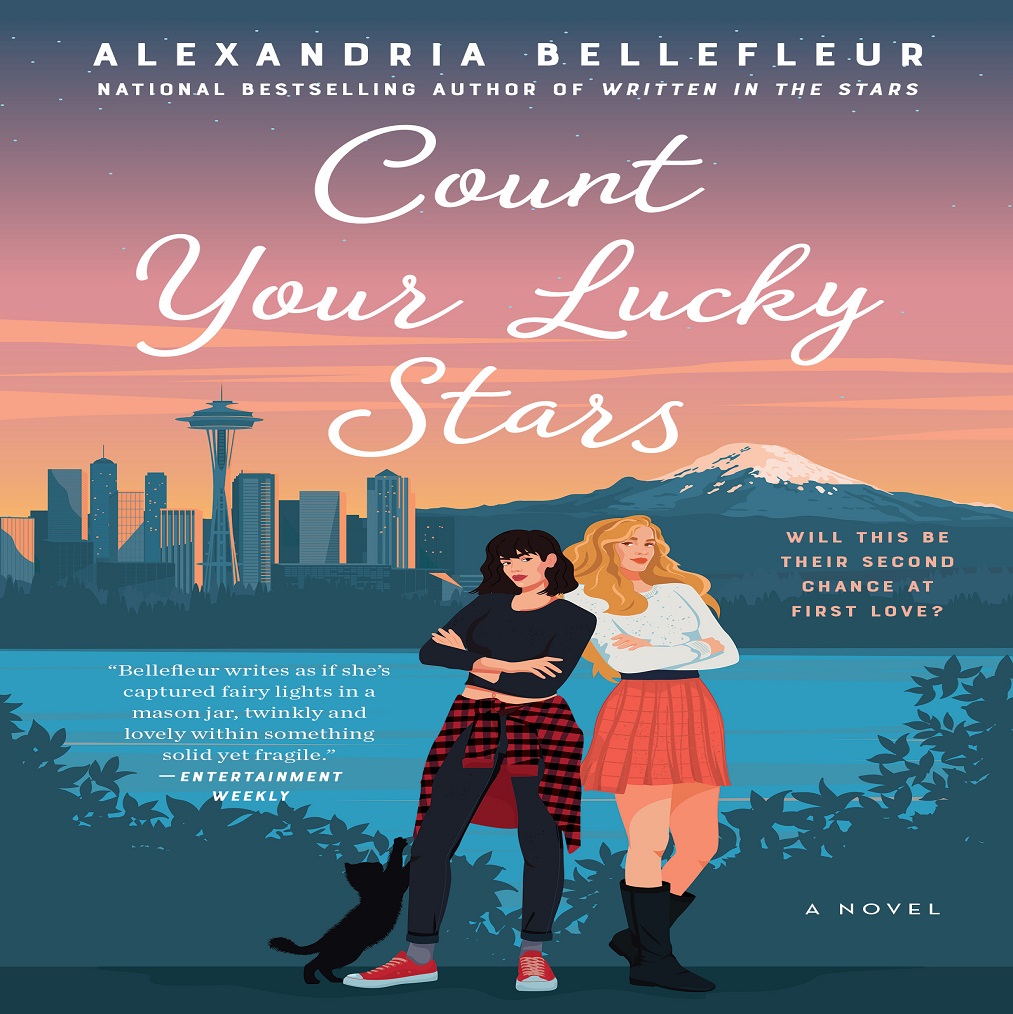 ALEXANDRIA BELLEFLEUR
NATIONAL BESTSELLING AUTHOR OF WRITTEN IN THE STARS
Count
Your Lucky
Stars
WILL THIS BE
THEIR SECOND
CHANCE AT
FIRST LOVE?
“Bellefleur writes as if she’s
captured fairy lights in a
mason jar, twinkly and
lovely within something
solid yet fragile.”
—ENTERTAINMENT
WEEKLY
A NOVEL